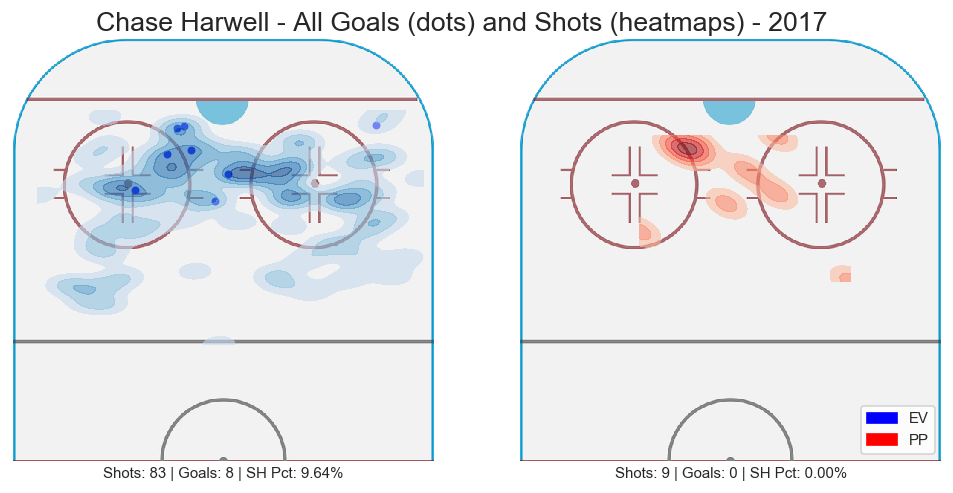 Chase Harwell - All Goals (dots) and Shots (heatmaps) - 2017
EV
PP
Shots: 83 | Goals: 8 | SH Pct: 9.64%
Shots: 9 | Goals: 0 | SH Pct: 0.00%